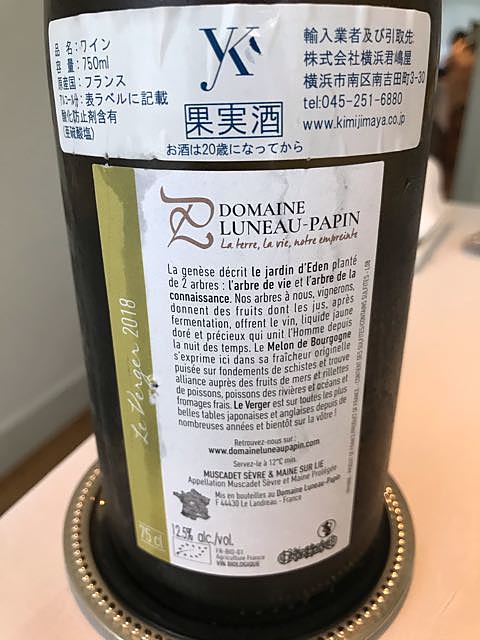 品名：ワイン
容量：750ml
原産国：フランス
アルコール分：表ラベルに記載
酸化防止剤含有
(亜硫酸塩)
YK
果実酒
お酒は20歳になってから
輸入業者及び引取先
株式会社横浜君嶋屋
横浜市南区南吉田町3-30
tel:045-251-6880
www.kimijimaya.co.jp
DOMAINE
LUNEAU-PAPIN
La terre, la vie, notre empreinte
La genèse décrit le jardin d'Eden planté
de 2 arbres : l'arbre de vie et l'arbre de la
connaissance. Nos arbres à nous, vignerons,
donnent des fruits dont les jus, après
fermentation, offrent le vin, liquide jaune
doré et précieux qui unit l'Homme depuis
la nuit des temps. Le Melon de Bourgogne
s'exprime ici dans sa fraîcheur originelle
puisée sur fondements de schistes et trouve
alliance auprès des fruits de mers et rillettes
de poissons, poissons des rivières et océans et
fromages frais. Le Verger est sur toutes les plus
belles tables japonaises et anglaises depuis de
nombreuses années et bientôt sur la vôtre !
Retrouvez-nous sur :
www.domaineluneaupapin.com
Servez-le à 12°C min.
MUSCADET SÈVRE & MAINE SUR LIE
Appellation Muscadet Sèvre et Maine Protégée
Mis en bouteilles au Domaine Luneau-Papin
F 44430 Le Landreau - France
Le Verger 2018
75 cl
12.5% alc/vol.
FR-BIO-01
Agriculture France
VIN BIOLOGIQUE